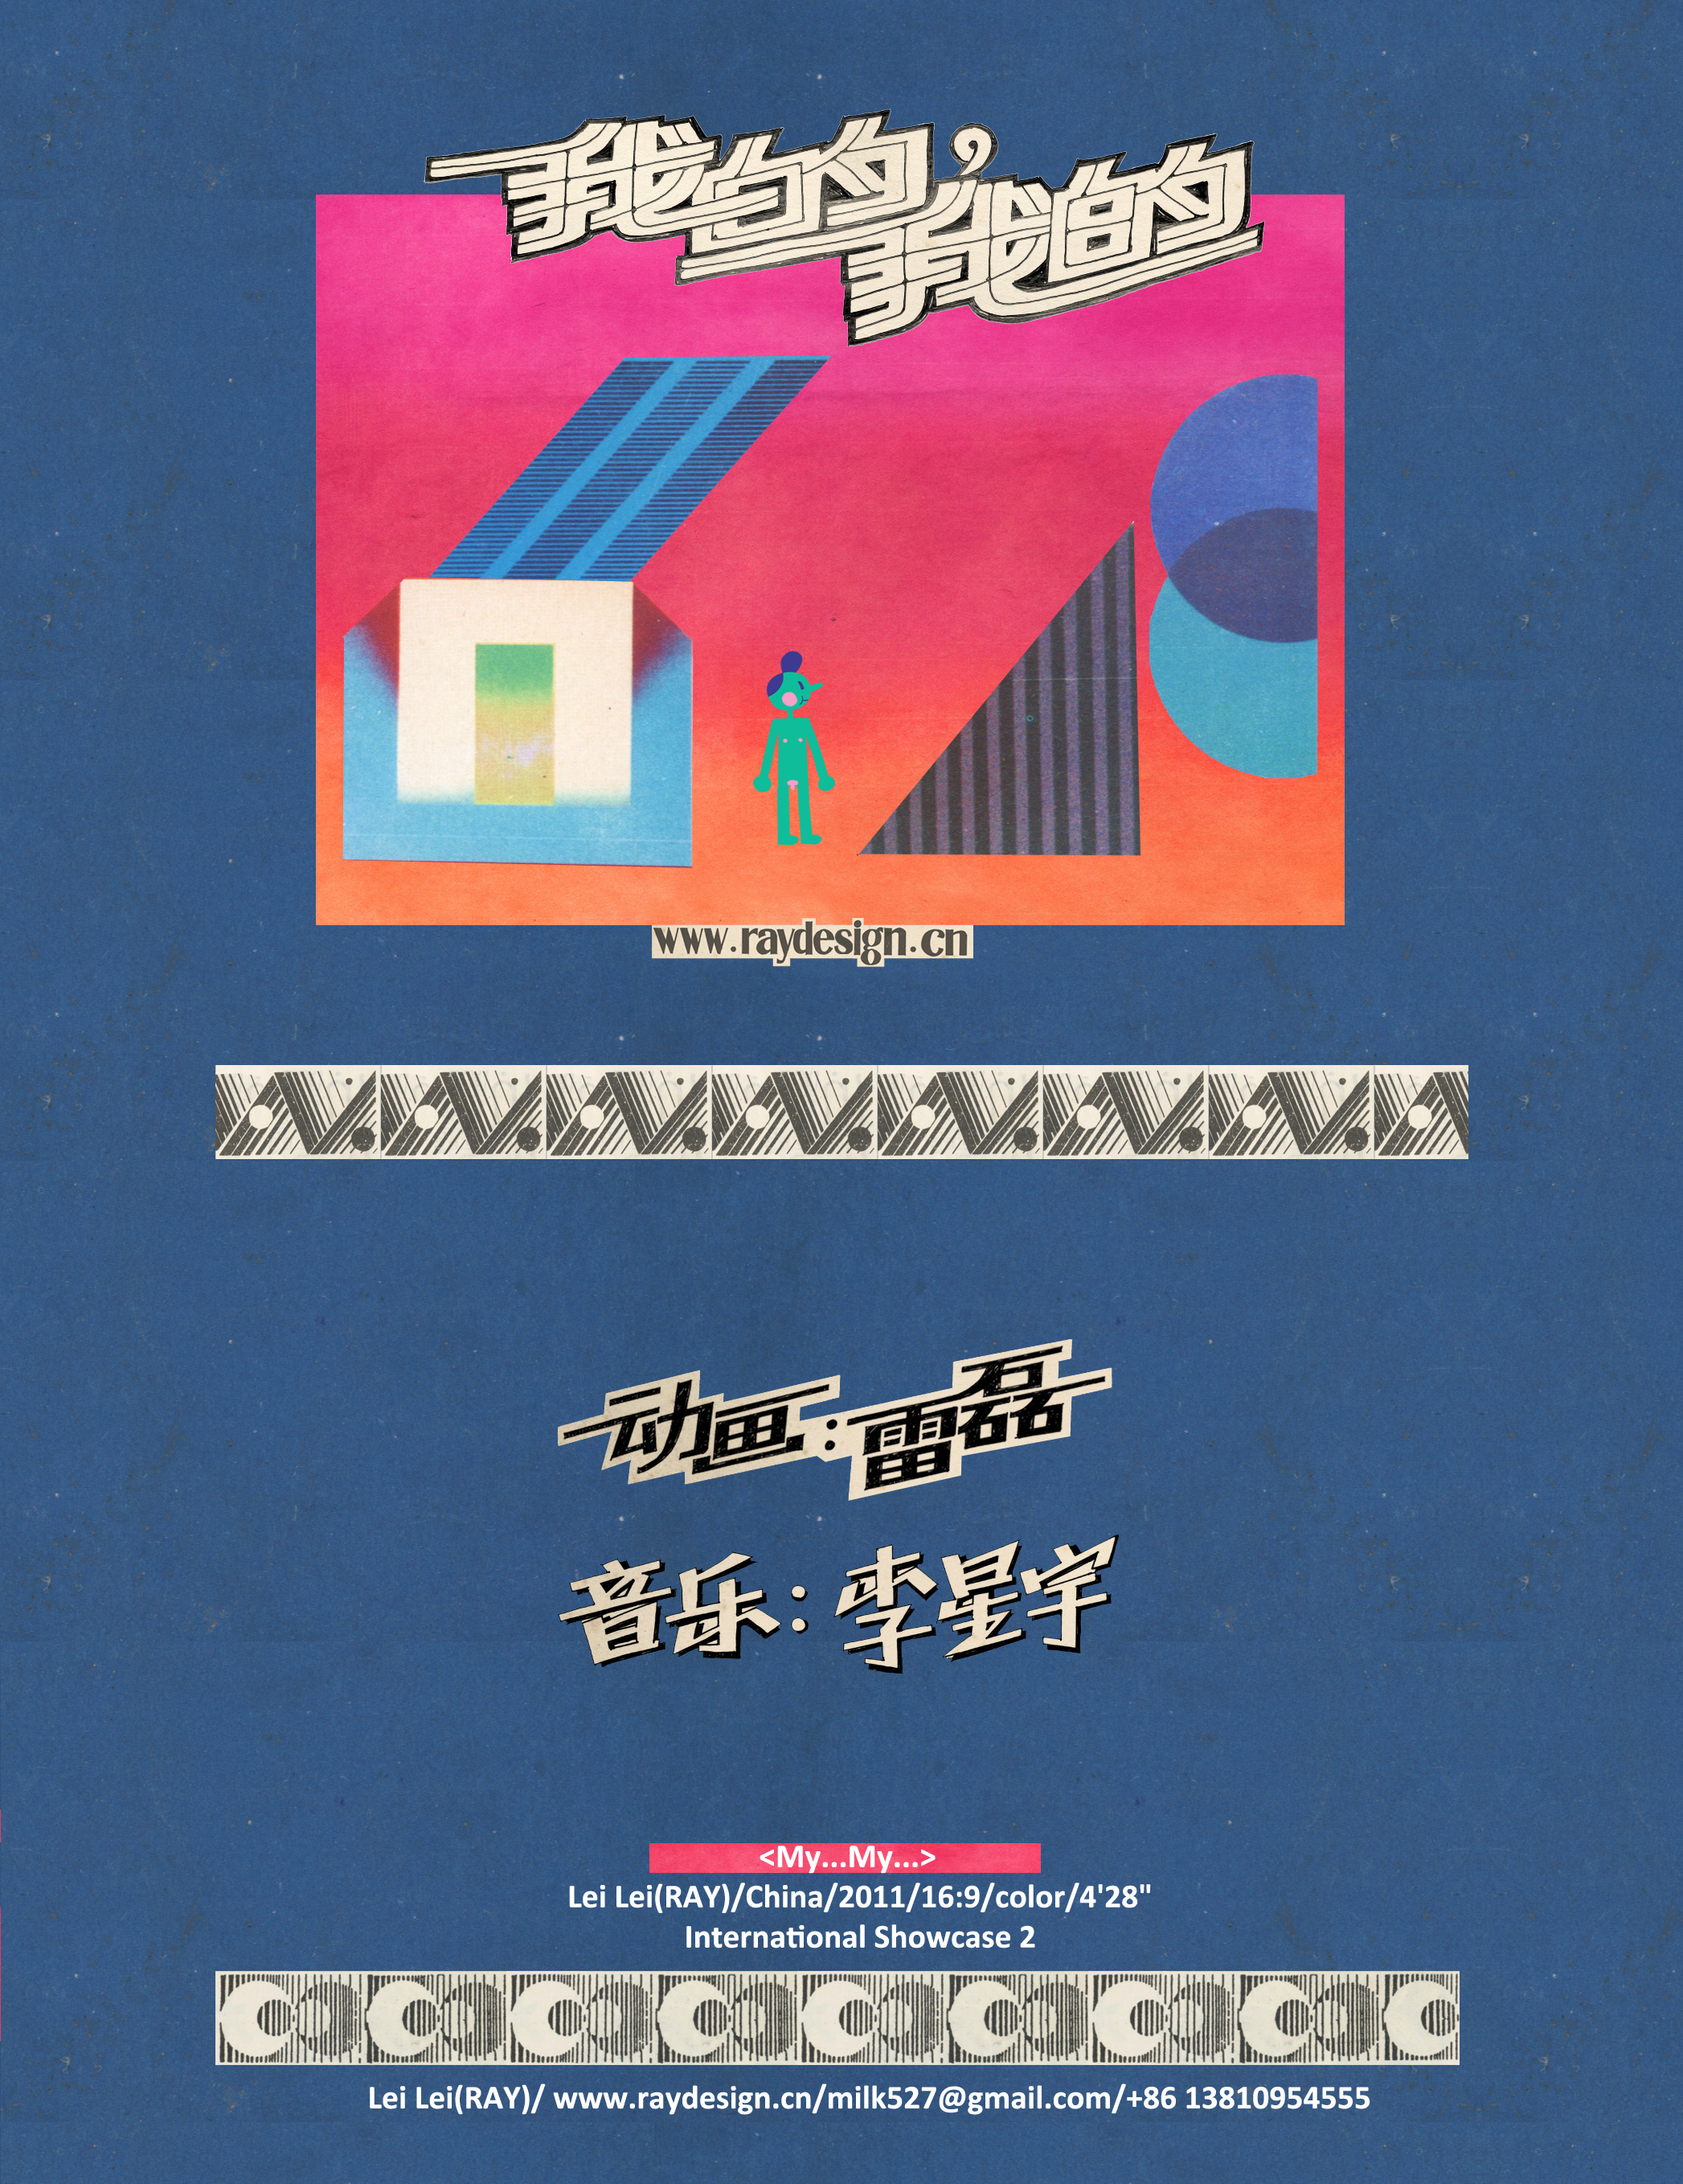 我的,我的
www.raydesign.cn
动画:雷磊
音乐:李星宇
<My...My...>
Lei Lei(RAY)/China/2011/16:9/color/4'28"
International Showcase 2
Lei Lei(RAY)/ www.raydesign.cn/milk527@gmail.com/+86 13810954555